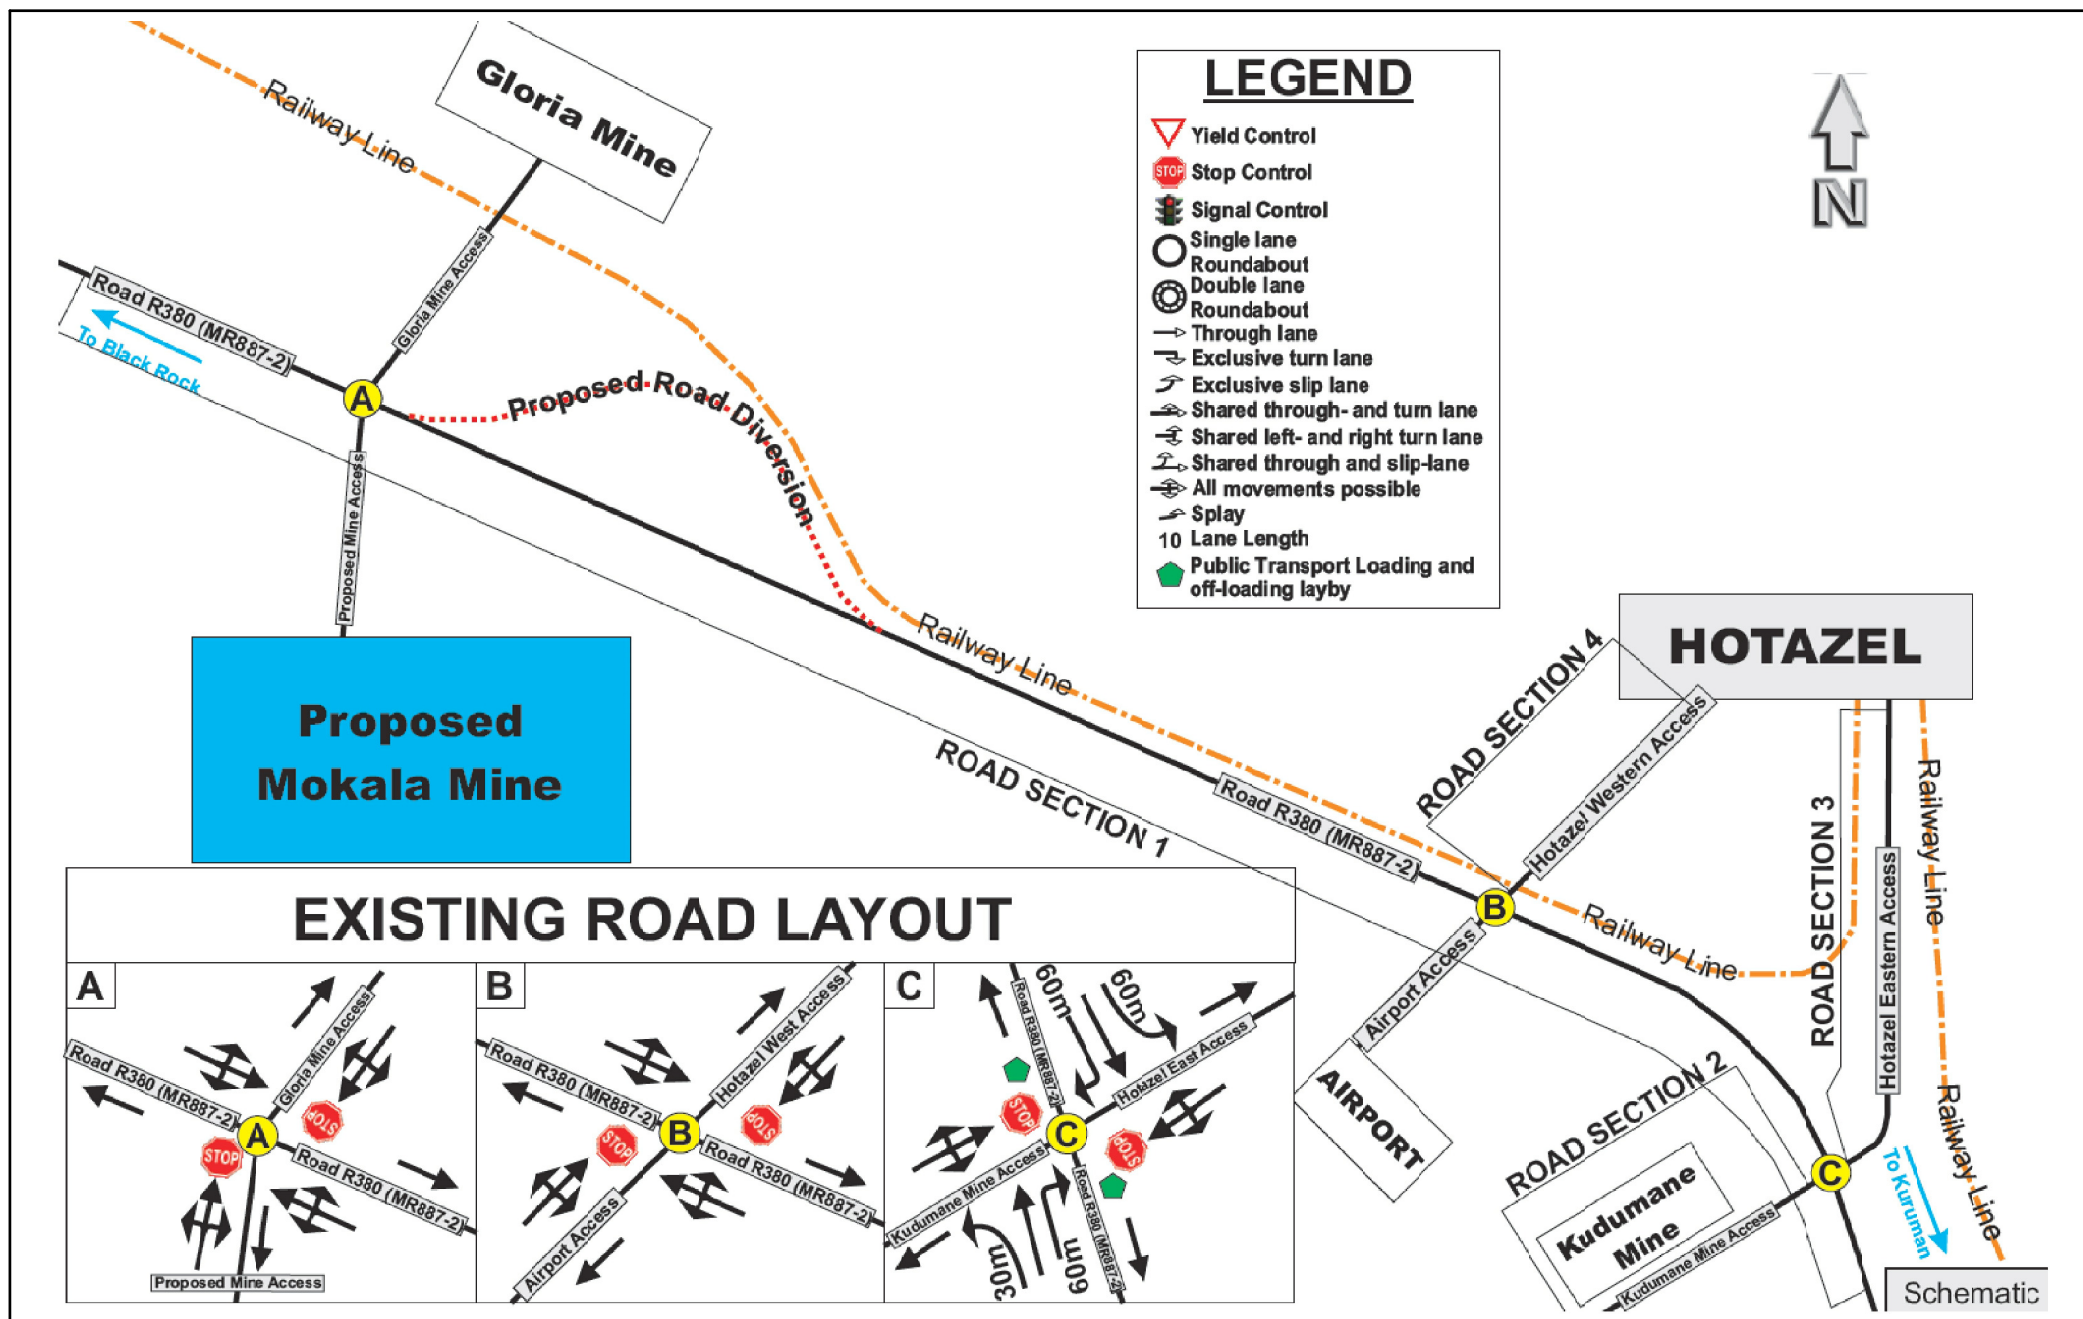 Gloria Mine
Railway Line
Gloria Mine Access
Road R380 (MR887-2)
To Black Rock
A
Proposed Road Diversion
Proposed Mine Access
Proposed
Mokala Mine
LEGEND
Yield Control
STOP Stop Control
Signal Control
Single lane
Roundabout
Double lane
Roundabout
Through lane
Exclusive turn lane
Exclusive slip lane
Shared through- and turn lane
Shared left- and right turn lane
Shared through and slip-lane
All movements possible
Splay
10 Lane Length
Public Transport Loading and
off-loading layby
N
Railway Line
ROAD SECTION 1
Road R380 (MR887-2)
ROAD SECTION 4
HOTAZEL
Hotazel Western Access
B
Airport Access
AIRPORT
Railway Line
ROAD SECTION 3
Hotazel Eastern Access
Railway Line
Railway Line
ROAD SECTION 2
Kudumane
Mine
Kudumane Mine Access
C
To Kuruman
Schematic
EXISTING ROAD LAYOUT
A
Gloria Mine Access
Road R380 (MR887-2)
STOP
A
STOP
Road R380 (MR887-2)
Proposed Mine Access
B
Hotazel West Access
Road R380 (MR887-2)
STOP
B
STOP
Road R380 (MR887-2)
Airport Access
C
60m
60m
Road R380 (MR887-2)
Hotazel East Access
STOP
C
STOP
Kudumane Mine Access
Road R380 (MR887-2)
30m
60m